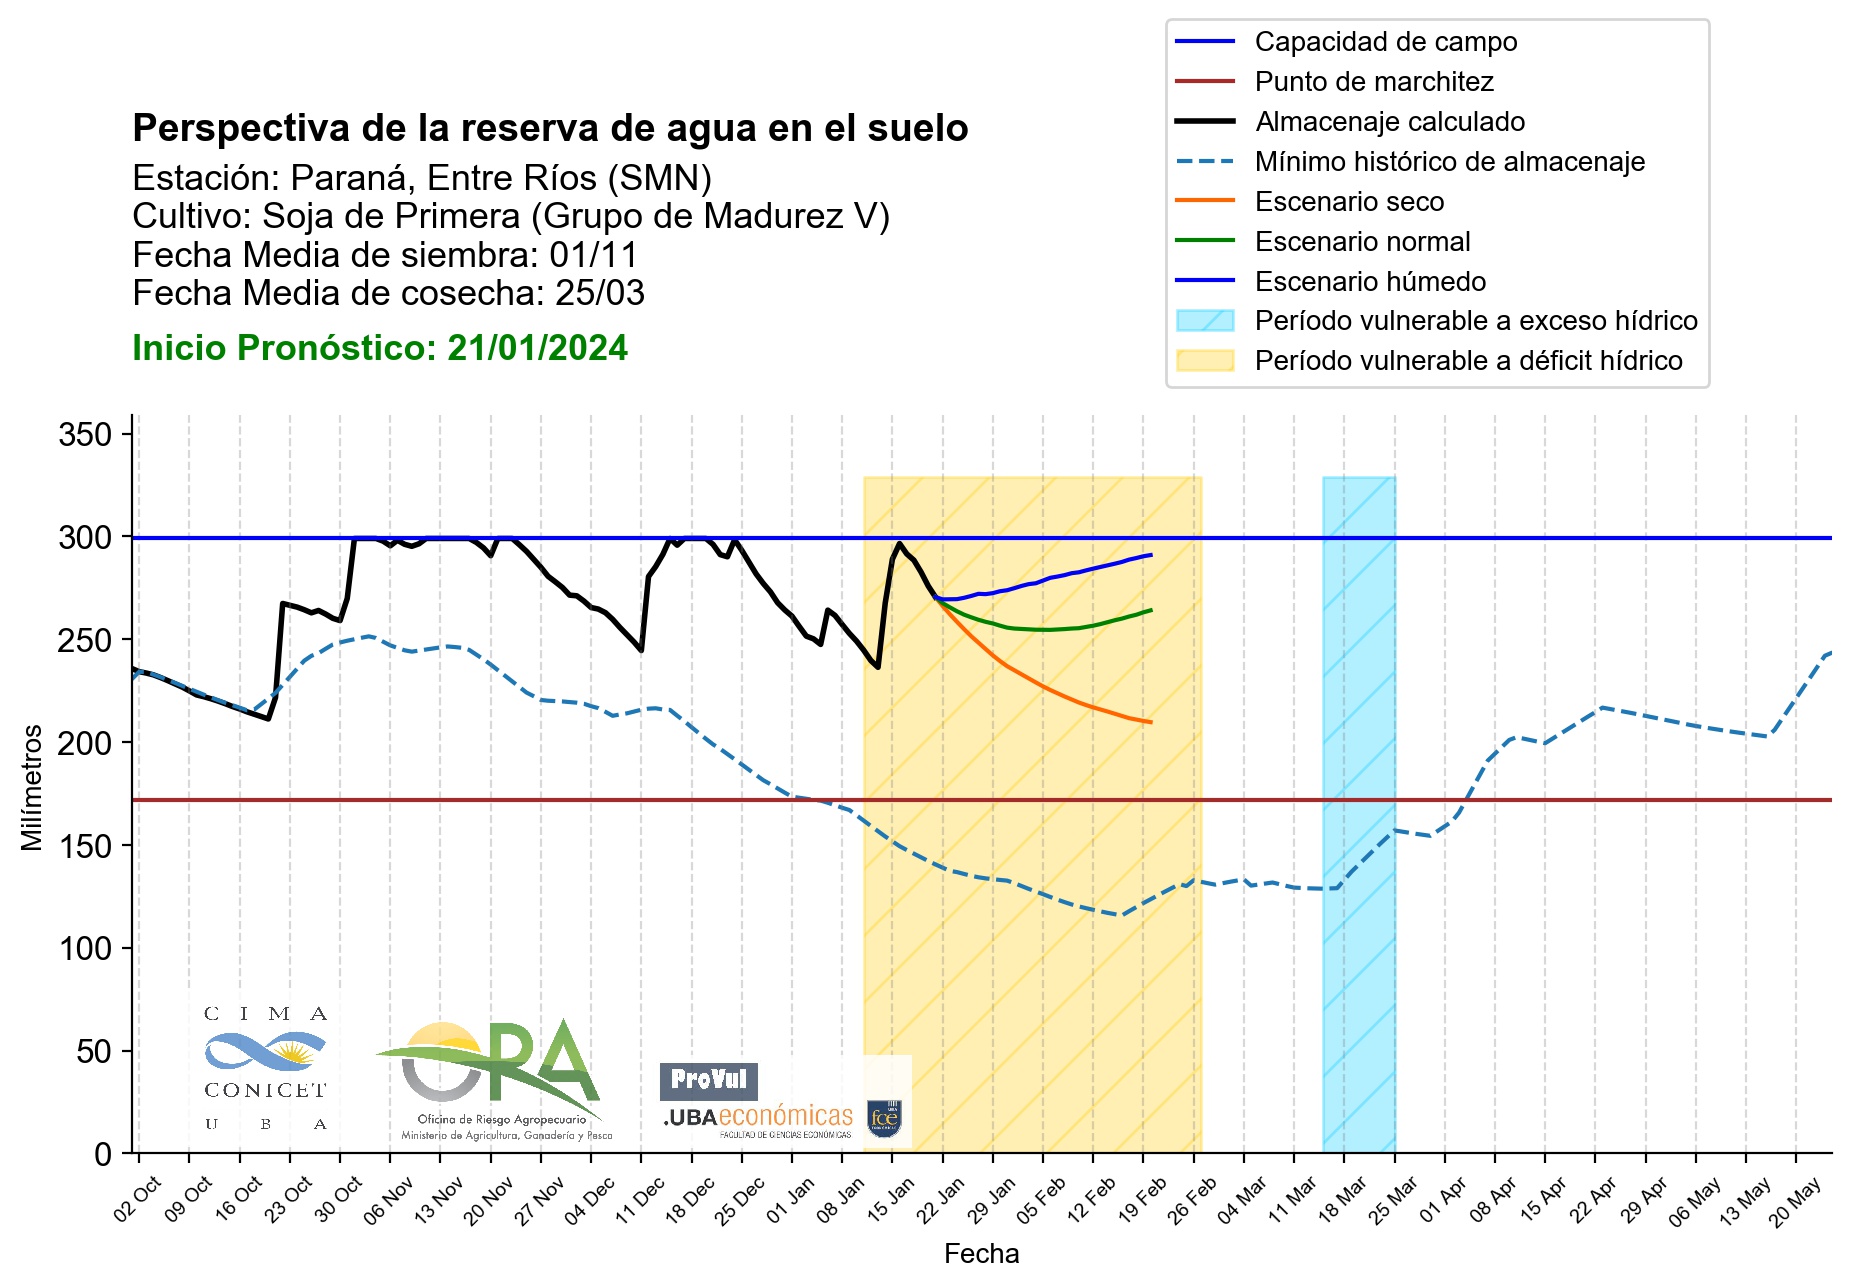 Capacidad de campo
Punto de marchitez
Almacenaje calculado
Mínimo histórico de almacenaje
Escenario seco
Escenario normal
Escenario húmedo
Período vulnerable a exceso hídrico
Período vulnerable a déficit hídrico
Perspectiva de la reserva de agua en el suelo
Estación: Paraná, Entre Ríos (SMN)
Cultivo: Soja de Primera (Grupo de Madurez V)
Fecha Media de siembra: 01/11
Fecha Media de cosecha: 25/03
Inicio Pronóstico: 21/01/2024
Milímetros
350
300
250
200
150
100
50
0
CIMA
CONICET
UBA
ORA
Oficina de Riesgo Agropecuario
Ministerio de Agricultura, Ganadería y Pesca
ProVul
.UBAeconómicas
FACULTAD DE CIENCIAS ECONÓMICAS
UBA
fce
ECONÓMICAS
02 Oct
09 Oct
16 Oct
23 Oct
30 Oct
06 Nov
13 Nov
20 Nov
27 Nov
04 Dec
11 Dec
18 Dec
25 Dec
01 Jan
08 Jan
15 Jan
22 Jan
29 Jan
05 Feb
12 Feb
19 Feb
26 Feb
04 Mar
11 Mar
18 Mar
25 Mar
01 Apr
08 Apr
15 Apr
22 Apr
29 Apr
06 May
13 May
20 May
Fecha